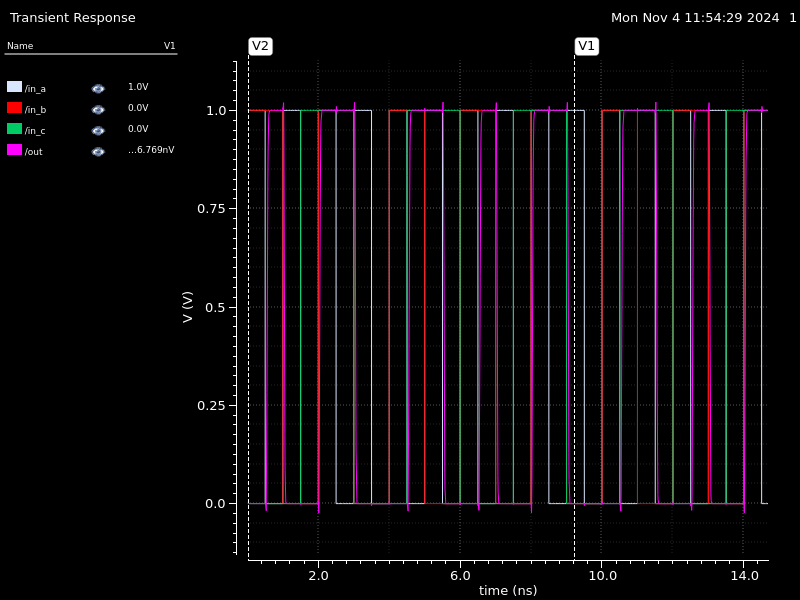 Transient Response
Mon Nov 4 11:54:29 2024 1
Name V1
V2 V1
/in_a 1.0V
/in_b 0.0V
/in_c 0.0V
/out ...6.769nV
1.0
0.75
0.5
0.25
0.0
V (V)
2.0 6.0 10.0 14.0
time (ns)